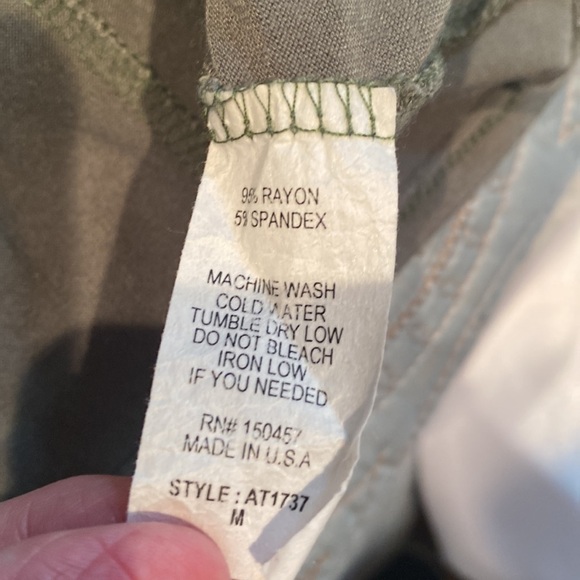 RAYON
5% SPANDEX
MACHINE WASH
COLD WATER
TUMBLE DRY LOW
DO NOT BLEACH
IRON LOW
IF YOU NEEDED
RN# 150457
MADE IN U.S.A
STYLE : AT1737
M